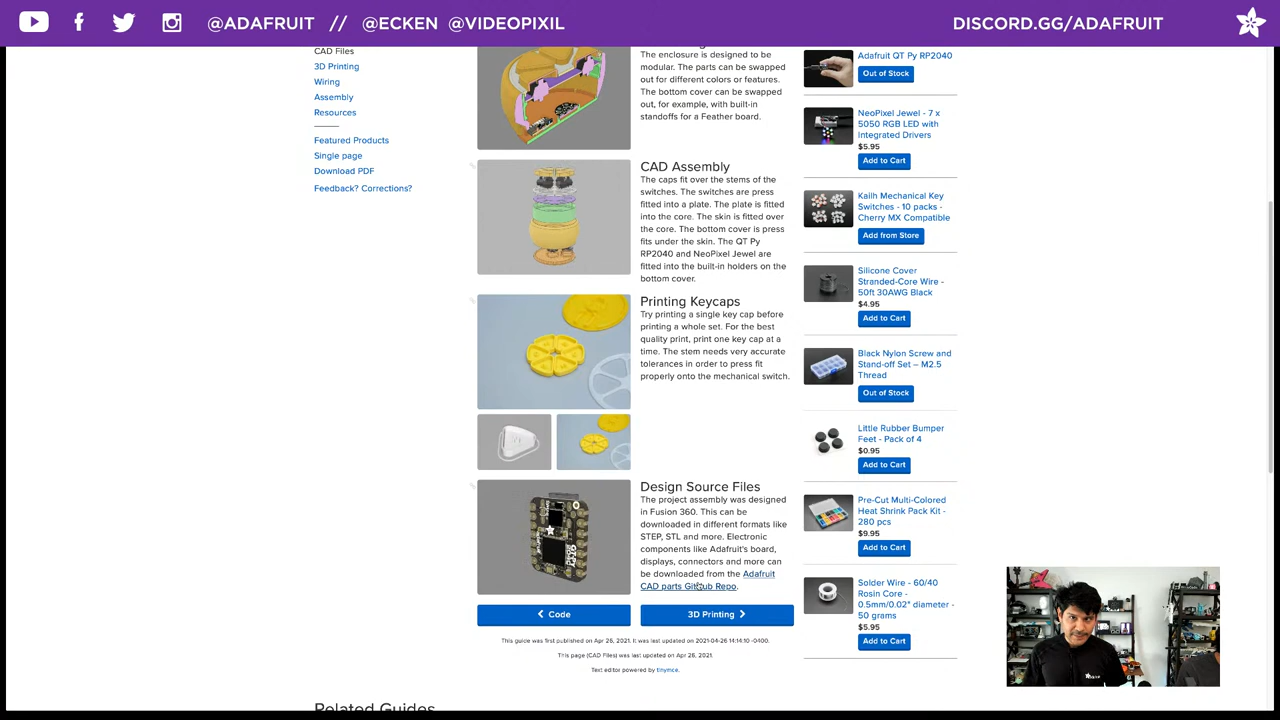 @ADAFRUIT // @ECKEN @VIDEOPIXIL
DISCORD.GG/ADAFRUIT
CAD Files
3D Printing
Wiring
Assembly
Resources
Featured Products
Single page
Download PDF
Feedback? Corrections?
The enclosure is designed to be
modular. The parts can be swapped
out for different colors or features.
The bottom cover can be swapped
out, for example, with built-in
standoffs for a Feather board.
CAD Assembly
The caps fit over the stems of the
switches. The switches are press
fitted into a plate. The plate is fitted
into the core. The skin is fitted over
the core. The bottom cover is press
fits under the skin. The QT Py
RP2040 and NeoPixel Jewel are
fitted into the built-in holders on the
bottom cover.
Printing Keycaps
Try printing a single key cap before
printing a whole set. For the best
quality print, print one key cap at a
time. The stem needs very accurate
tolerances in order to press fit
properly onto the mechanical switch.
Design Source Files
The project assembly was designed
in Fusion 360. This can be
downloaded in different formats like
STEP, STL and more. Electronic
components like Adafruit's board,
displays, connectors and more can
be downloaded from the Adafruit
CAD parts GitHub Repo.
Code
3D Printing
This guide was first published on Apr 26, 2021. It was last updated on 2021-04-26 14:14:10 -0400.
This page (CAD Files) was last updated on Apr 26, 2021.
Text editor powered by tinymce.
Related Guides
Adafruit QT Py RP2040
Out of Stock
NeoPixel Jewel - 7 x
5050 RGB LED with
Integrated Drivers
$5.95
Add to Cart
Kailh Mechanical Key
Switches - 10 packs -
Cherry MX Compatible
Add from Store
Silicone Cover
Stranded-Core Wire -
50ft 30AWG Black
$4.95
Add to Cart
Black Nylon Screw and
Stand-off Set – M2.5
Thread
Out of Stock
Little Rubber Bumper
Feet - Pack of 4
$0.95
Add to Cart
Pre-Cut Multi-Colored
Heat Shrink Pack Kit -
280 pcs
$9.95
Add to Cart
Solder Wire - 60/40
Rosin Core -
0.5mm/0.02" diameter -
50 grams
$5.95
Add to Cart